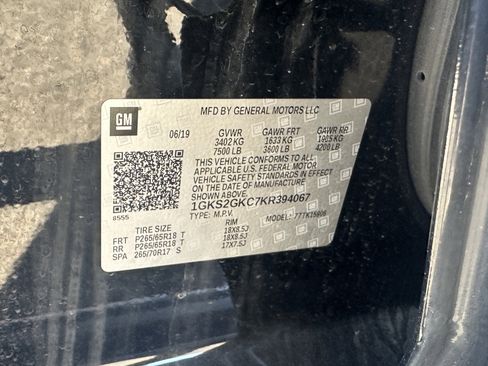 GM
MFD BY GENERAL MOTORS LLC
06/19 GVWR GAWR FRT GAWR RR
3402 KG 1633 KG 1905 KG
7500 LB 3600 LB 4200 LB
THIS VEHICLE CONFORMS TO ALL
APPLICABLE U.S. FEDERAL MOTOR
VEHICLE SAFETY STANDARDS IN EFFECT
ON THE DATE OF MANUFACTURE SHOWN ABOVE.
1GKS2GKC7KR394067
TYPE: M.P.V. MODEL:
8555
TIRE SIZE RIM
FRT P265/65R18 T 18X8.5J
RR P265/65R18 T 18X8.5J
SPA 265/70R17 S 17X7.5J